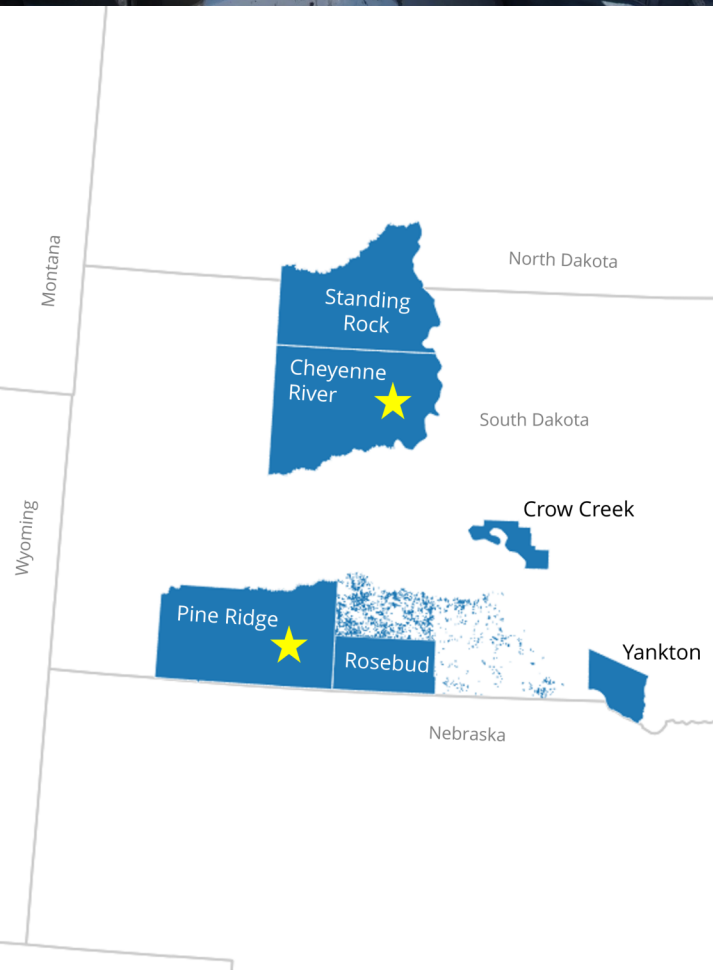 Montana
North Dakota
Standing
Rock
Cheyenne
River
South Dakota
Crow Creek
Wyoming
Pine Ridge
Rosebud
Yankton
Nebraska